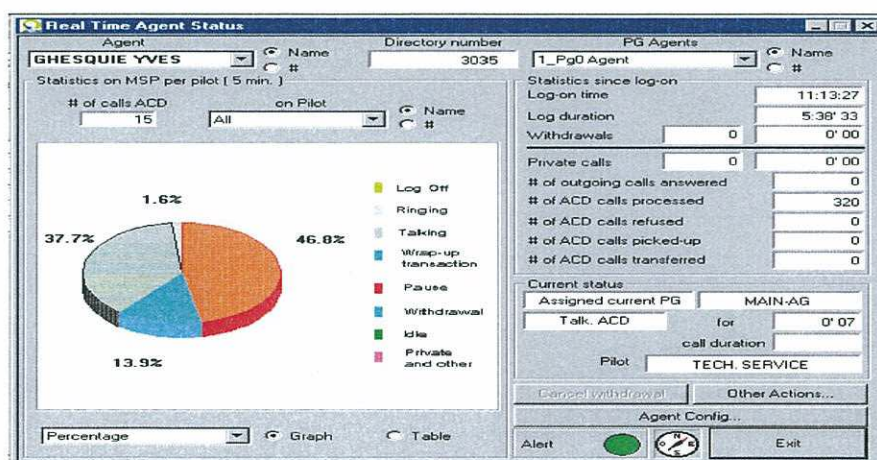 Real Time Agent Status
Agent
Directory number
PG Agents
GHESQUIE YVES
Name
#
3035
1_Pg0 Agent
Name
#
Statistics on MSP per pilot [ 5 min. ]
# of calls ACD
on Pilot
15
All
Name
#
1.6%
37.7%
46.8%
13.9%
Log Off
Ringing
Talking
Wrap-up
transaction
Pause
Withdrawal
Idle
Private
and other
Percentage
Graph
Table
Statistics since log-on
Log-on time 11:13:27
Log duration 5:38' 33
Withdrawals 0 0' 00
Private calls 0 0' 00
# of outgoing calls answered 0
# of ACD calls processed 320
# of ACD calls refused 0
# of ACD calls picked-up 0
# of ACD calls transferred 0
Current status
Assigned current PG MAIN-AG
Talk. ACD for 0' 07
call duration
Pilot TECH. SERVICE
Cancel withdrawal Other Actions...
Agent Config...
Alert N O E S Exit